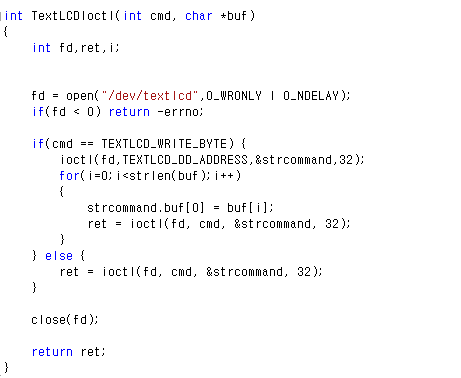 int TextLCDIoctl(int cmd, char *buf)
{
    int fd,ret,i;

    fd = open("/dev/textlcd",O_WRONLY | O_NDELAY);
    if(fd < 0) return -errno;

    if(cmd == TEXTLCD_WRITE_BYTE) {
        ioctl(fd,TEXTLCD_DD_ADDRESS,&strcommand,32);
        for(i=0;i<strlen(buf);i++)
        {
            strcommand.buf[0] = buf[i];
            ret = ioctl(fd, cmd, &strcommand, 32);
        }
    } else {
        ret = ioctl(fd, cmd, &strcommand, 32);
    }

    close(fd);

    return ret;
}